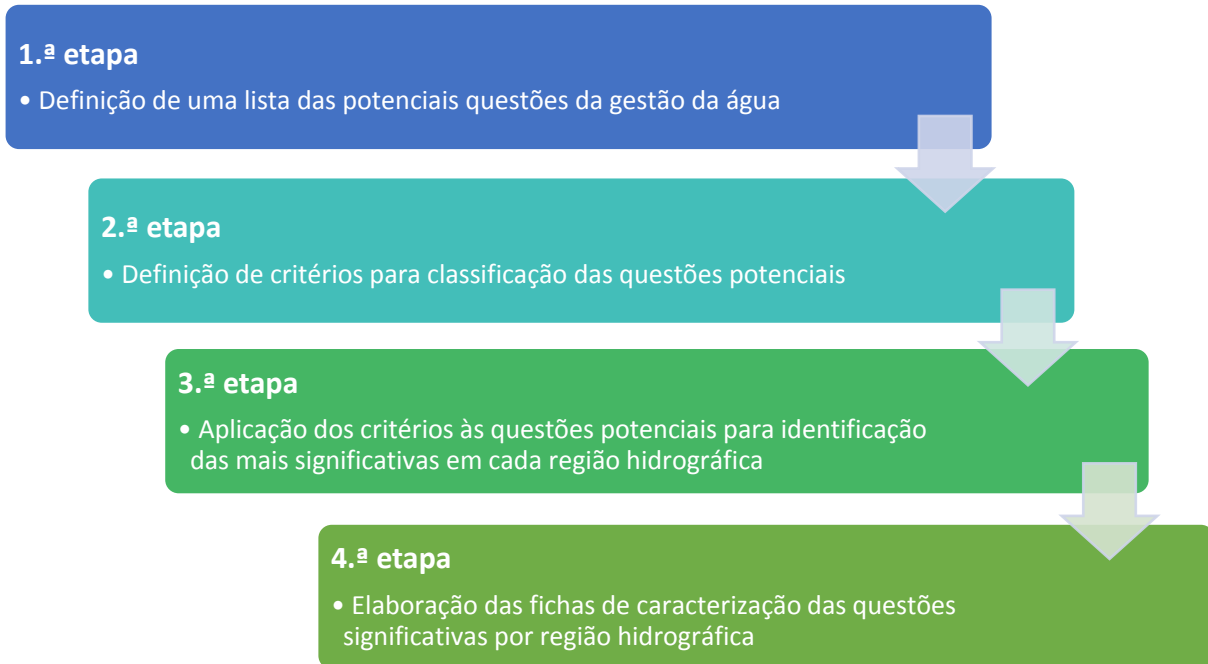 1.ª etapa
• Definição de uma lista das potenciais questões da gestão da água
2.ª etapa
• Definição de critérios para classificação das questões potenciais
3.ª etapa
• Aplicação dos critérios às questões potenciais para identificação
das mais significativas em cada região hidrográfica
4.ª etapa
• Elaboração das fichas de caracterização das questões
significativas por região hidrográfica